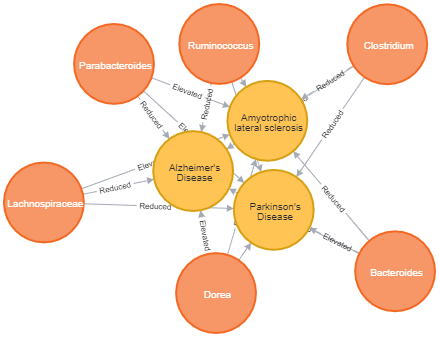 Ruminococcus
Clostridium
Parabacteroides
Reduced
Elevated
Reduced
Reduced
Amyotrophic
lateral sclerosis
Reduced
Alzheimer's
Disease
Reduced
Lachnospiraceae
Reduced
Reduced
Parkinson's
Disease
Elevated
Elevated
Bacteroides
Dorea